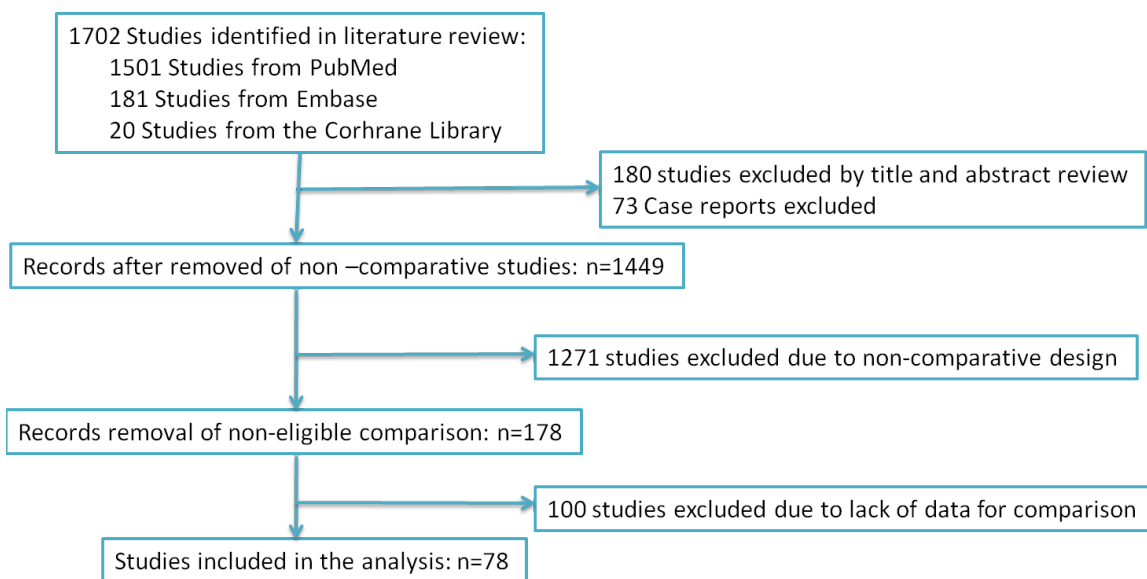 1702 Studies identified in literature review:
1501 Studies from PubMed
181 Studies from Embase
20 Studies from the Corhrane Library
180 studies excluded by title and abstract review
73 Case reports excluded
Records after removed of non –comparative studies: n=1449
1271 studies excluded due to non-comparative design
Records removal of non-eligible comparison: n=178
100 studies excluded due to lack of data for comparison
Studies included in the analysis: n=78